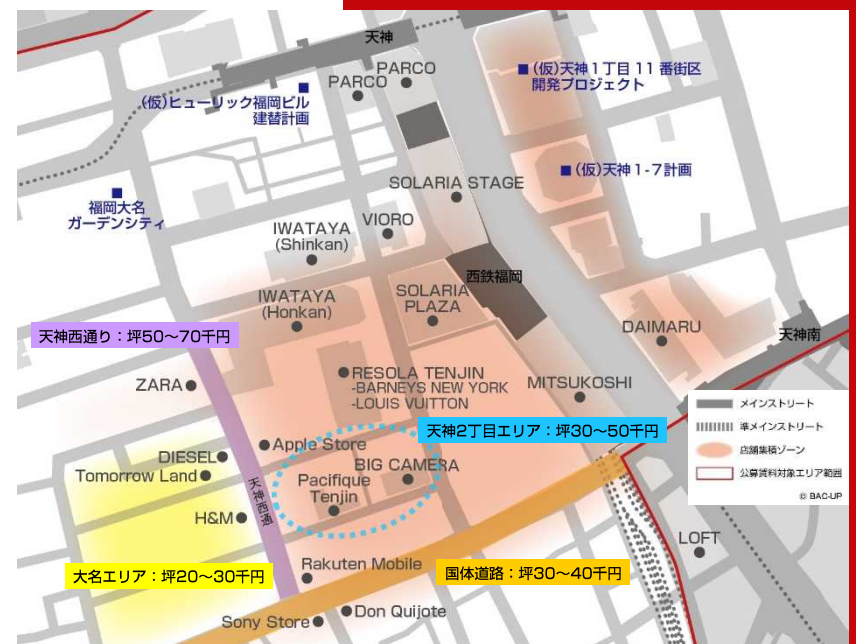 天神
PARCO
PARCO
■(仮)天神1丁目11番街区
開発プロジェクト
(仮)ヒューリック福岡ビル
建替計画
■(仮)天神1-7計画
SOLARIA STAGE
福岡大名
ガーデンシティ
VIORO
IWATAYA
(Shinkan)
西鉄福岡
IWATAYA
(Honkan)
SOLARIA
PLAZA
DAIMARU
天神南
天神西通り：坪50～70千円
RESOLA TENJIN
-BARNEYS NEW YORK
-LOUIS VUITTON
ZARA
MITSUKOSHI
メインストリート
準メインストリート
店舗集積ゾーン
公募賃料対象エリア範囲
© BAC-UP
天神2丁目エリア：坪30～50千円
Apple Store
DIESEL
Tomorrow Land
BIG CAMERA
Pacifique
Tenjin
天神西通
H&M
LOFT
Rakuten Mobile
国体道路：坪30～40千円
大名エリア：坪20～30千円
Don Quijote
Sony Store